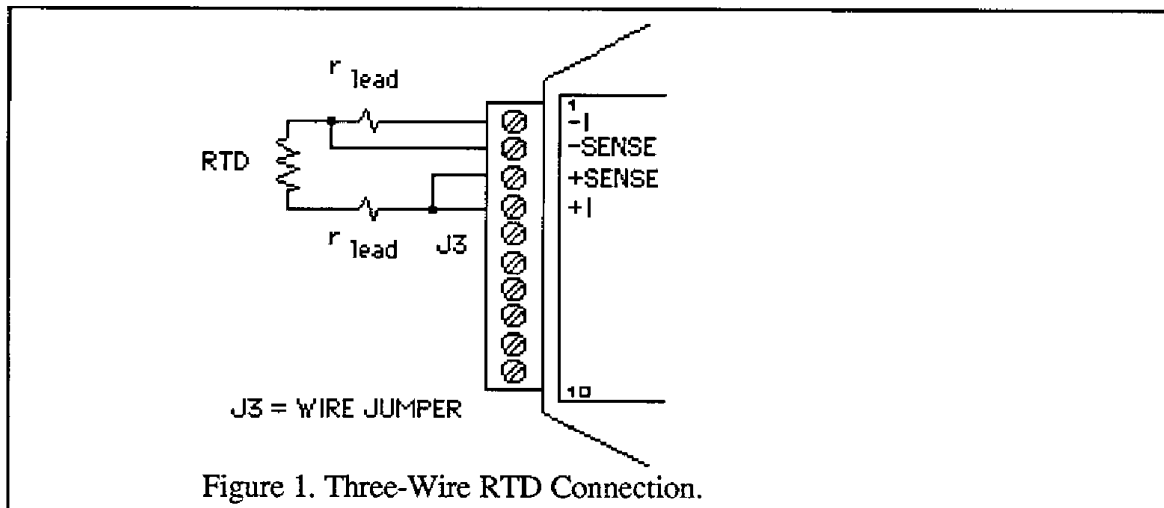 r lead
1
-I
-SENSE
RTD
+SENSE
+I
r lead
J3
10
J3 = WIRE JUMPER
Figure 1. Three-Wire RTD Connection.